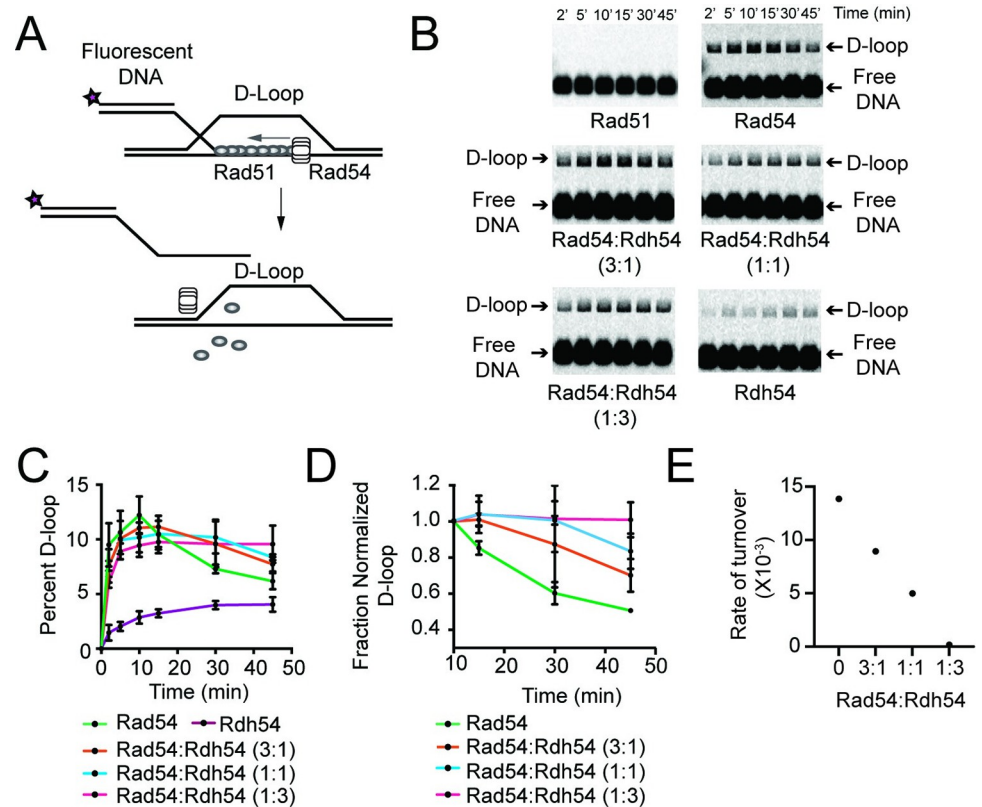 A
Fluorescent
DNA
D-Loop
Rad51
Rad54
D-Loop
B
2' 5' 10' 15' 30' 45'
2' 5' 10' 15' 30' 45'
Time (min)
D-loop
Free
DNA
Rad51
Rad54
D-loop
Free
DNA
D-loop
Free
DNA
Rad54:Rdh54
(3:1)
Rad54:Rdh54
(1:1)
D-loop
Free
DNA
D-loop
Free
DNA
Rad54:Rdh54
(1:3)
Rdh54
C
Percent D-loop
15
10
5
0
0 10 20 30 40 50
Time (min)
Rad54
Rdh54
Rad54:Rdh54 (3:1)
Rad54:Rdh54 (1:1)
Rad54:Rdh54 (1:3)
D
Fraction Normalized
D-loop
1.2
1.0
0.8
0.6
0.4
10 20 30 40 50
Time (min)
Rad54
Rad54:Rdh54 (3:1)
Rad54:Rdh54 (1:1)
Rad54:Rdh54 (1:3)
E
Rate of turnover
(X10⁻³)
15
10
5
0
0 3:1 1:1 1:3
Rad54:Rdh54